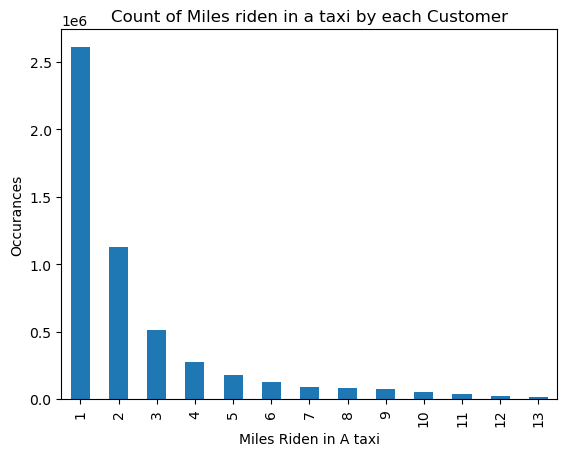 Count of Miles riden in a taxi by each Customer
1e6
2.5
2.0
1.5
1.0
0.5
0.0
Occurances
1 2 3 4 5 6 7 8 9 10 11 12 13
Miles Riden in A taxi